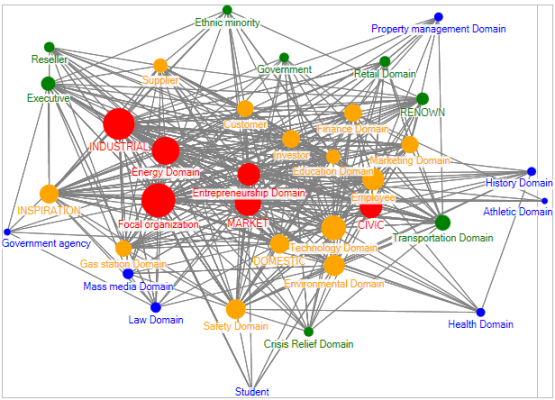 Ethnic minority
Property management Domain
Reseller
Government
Retail Domain
Supplier
Executive
RENOWN
Customer
Finance Domain
INDUSTRIAL
Investor
Marketing Domain
Energy Domain
Education Domain
History Domain
Entrepreneurship Domain
Employee
INSPIRATION
Focal organization
MARKET
CIVIC
Athletic Domain
Government agency
Transportation Domain
Technology Domain
DOMESTIC
Gas station Domain
Mass media Domain
Environmental Domain
Law Domain
Safety Domain
Health Domain
Crisis Relief Domain
Student